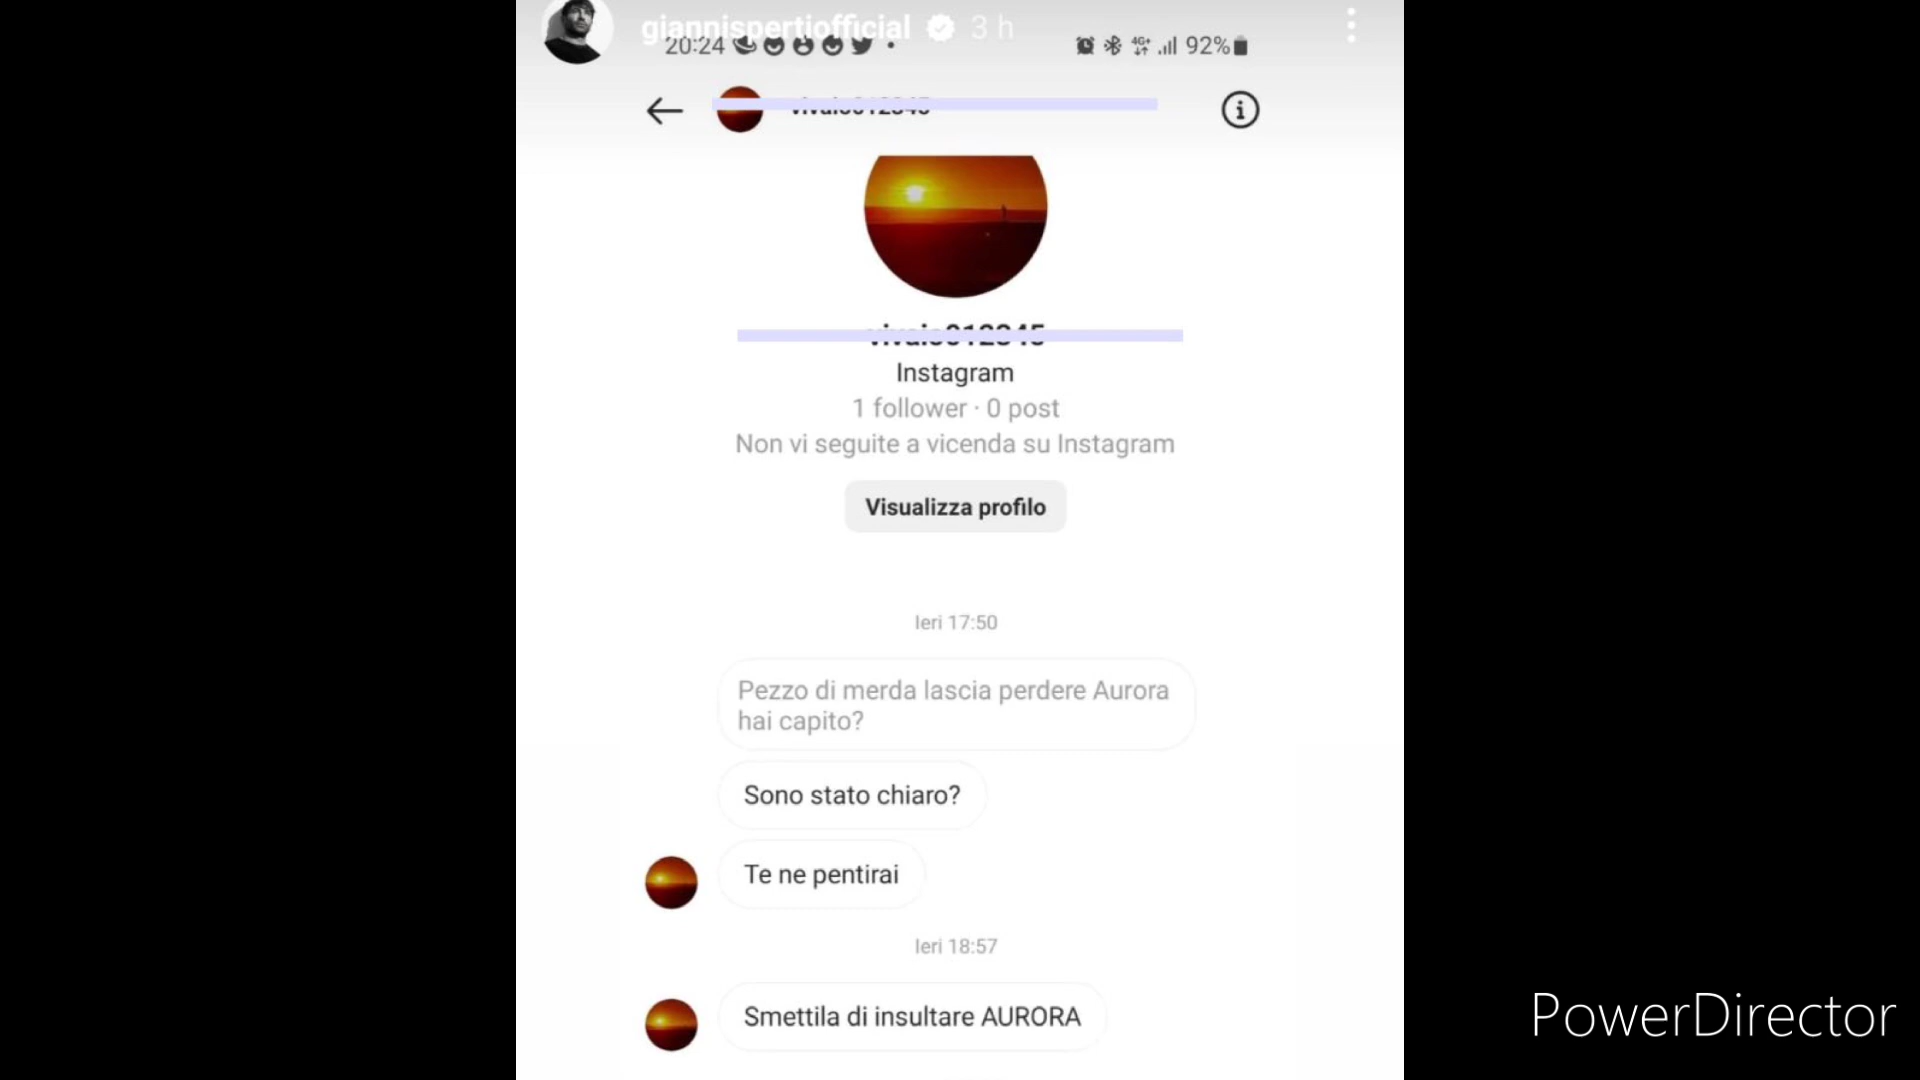 giannispertiofficial 3 h
20:24 4G+ 92%
Instagram
1 follower · 0 post
Non vi seguite a vicenda su Instagram
Visualizza profilo
Ieri 17:50
Pezzo di merda lascia perdere Aurora
hai capito?
Sono stato chiaro?
Te ne pentirai
Ieri 18:57
Smettila di insultare AURORA
PowerDirector